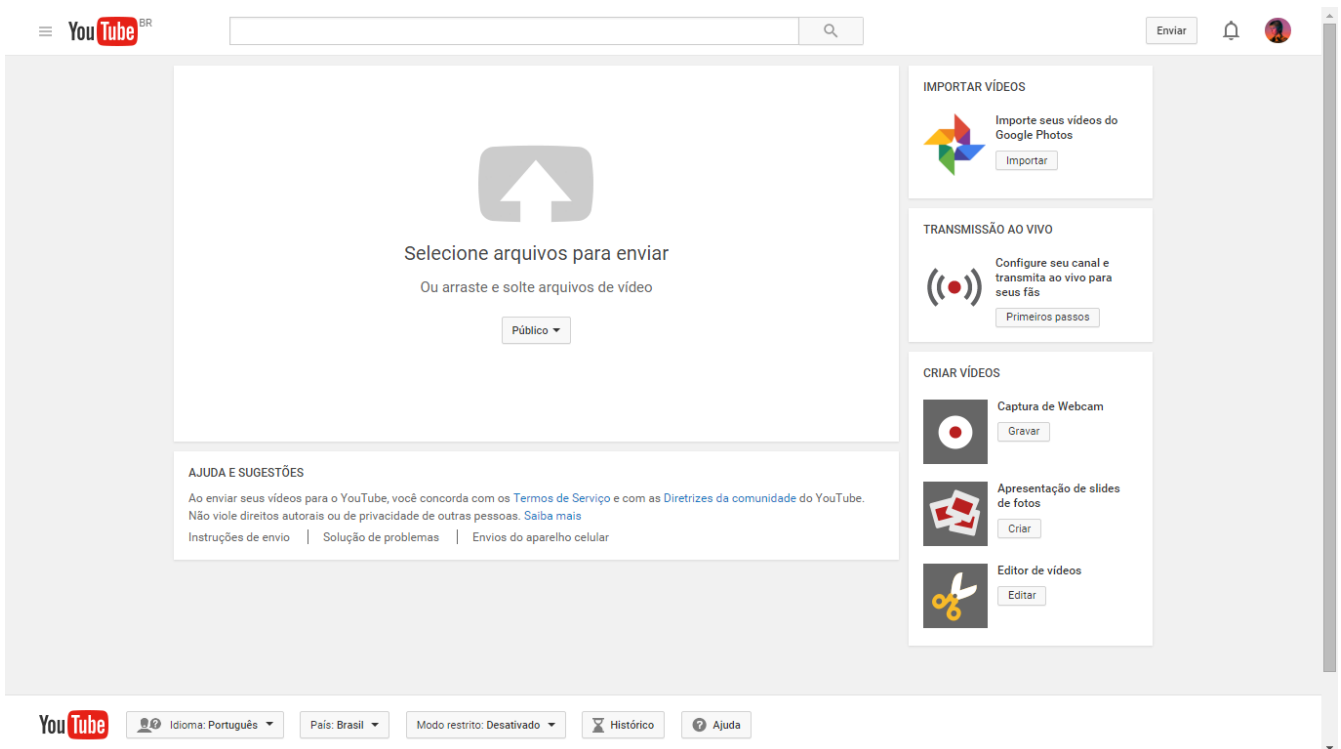 YouTube BR
Enviar
Selecione arquivos para enviar
Ou arraste e solte arquivos de vídeo
Público
AJUDA E SUGESTÕES
Ao enviar seus vídeos para o YouTube, você concorda com os Termos de Serviço e com as Diretrizes da comunidade do YouTube.
Não viole direitos autorais ou de privacidade de outras pessoas. Saiba mais
Instruções de envio | Solução de problemas | Envios do aparelho celular
IMPORTAR VÍDEOS
Importe seus vídeos do
Google Photos
Importar
TRANSMISSÃO AO VIVO
Configure seu canal e
transmita ao vivo para
seus fãs
Primeiros passos
CRIAR VÍDEOS
Captura de Webcam
Gravar
Apresentação de slides
de fotos
Criar
Editor de vídeos
Editar
YouTube Idioma: Português País: Brasil Modo restrito: Desativado Histórico Ajuda